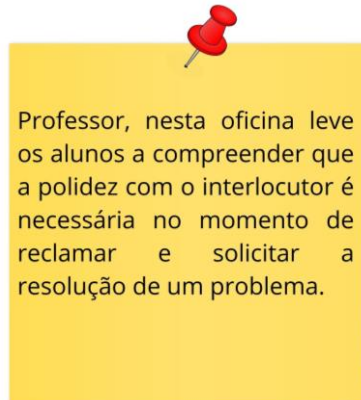 Professor, nesta oficina leve
os alunos a compreender que
a polidez com o interlocutor é
necessária no momento de
reclamar e solicitar a
resolução de um problema.